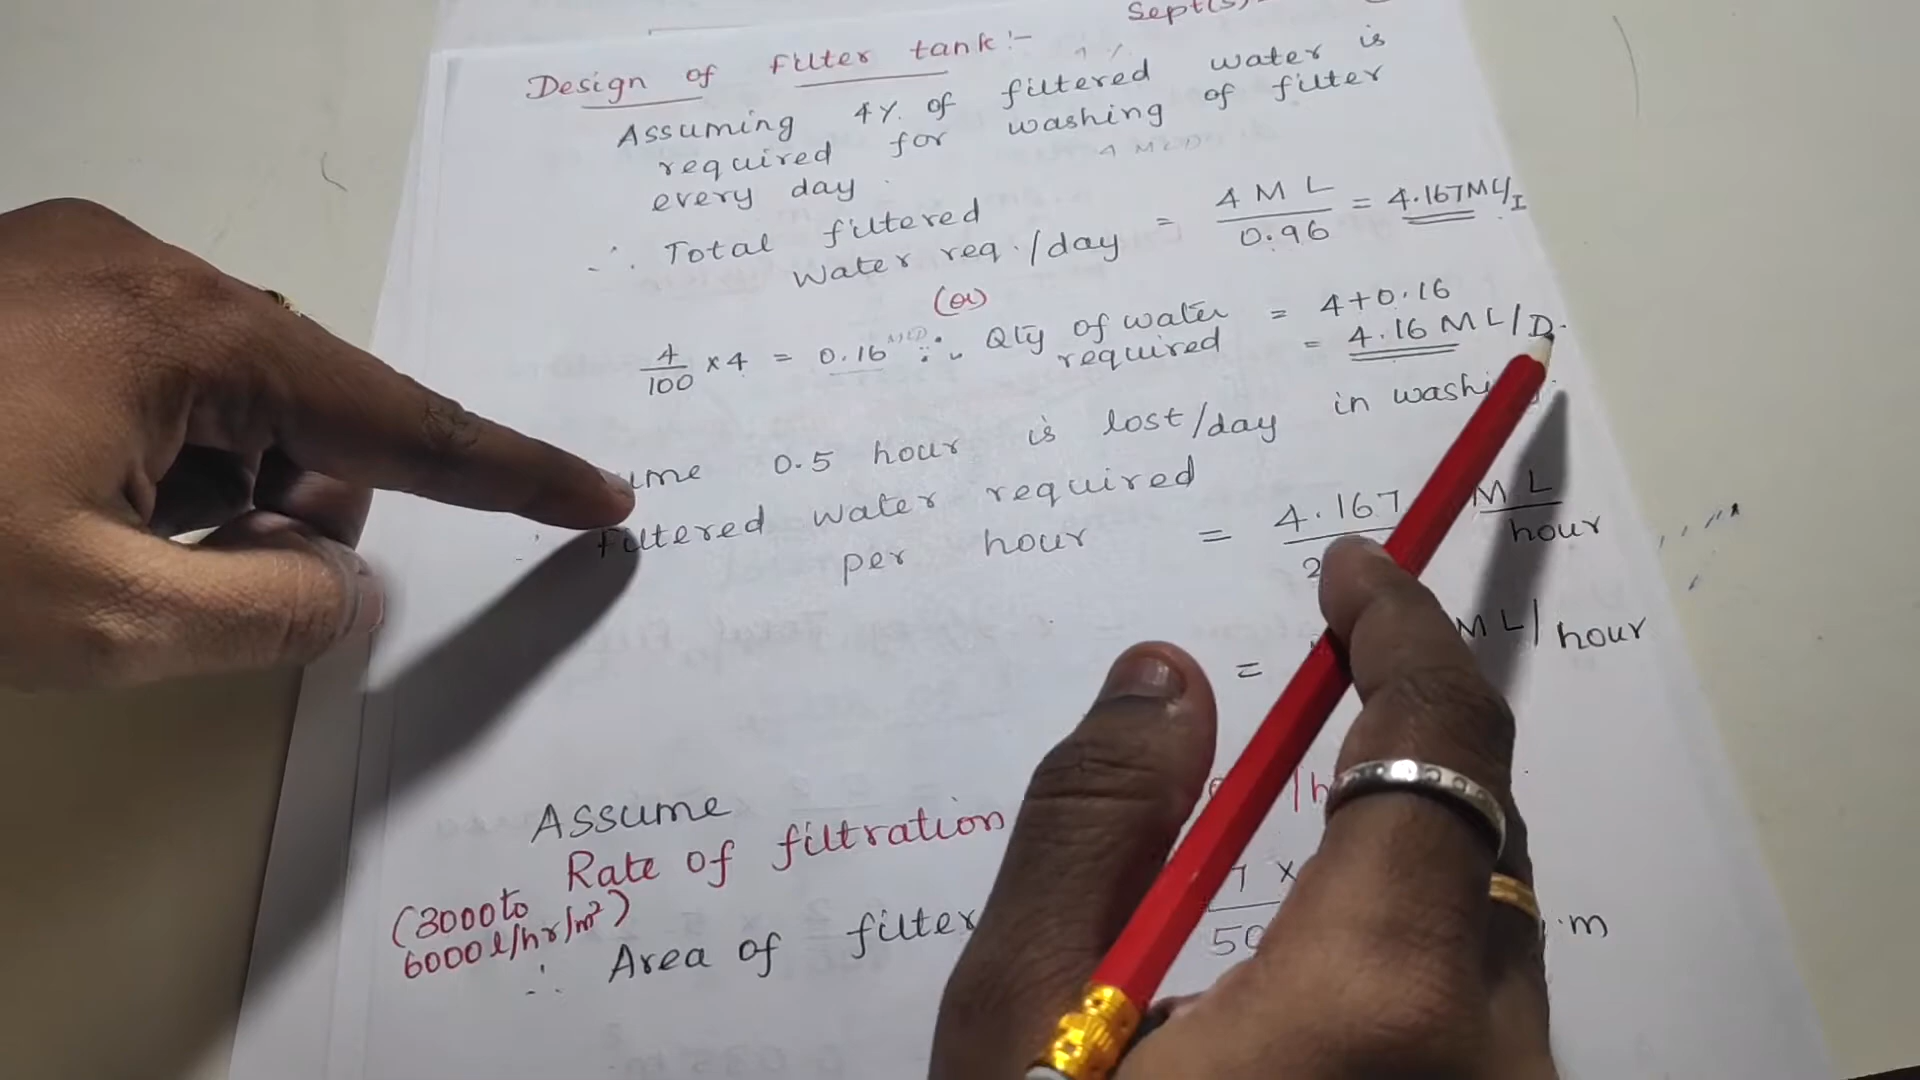 Sept(s)
Design of Filter tank:-
Assuming 4% of filtered water is
required for washing of filter
every day.
∴ Total filtered
Water req./day = 4 ML / 0.96 = 4.167 ML/
(or)
4/100 x 4 = 0.16 MLD ∴ Qty of water required = 4+0.16
= 4.16 ML/D.
0.5 hour is lost/day in
∴ Filtered water required
per hour = 4.167 ML/hour
= ML/hour
Assume
Rate of filtration
(3000 to
6000 l/hr/m²)
∴ Area of filter